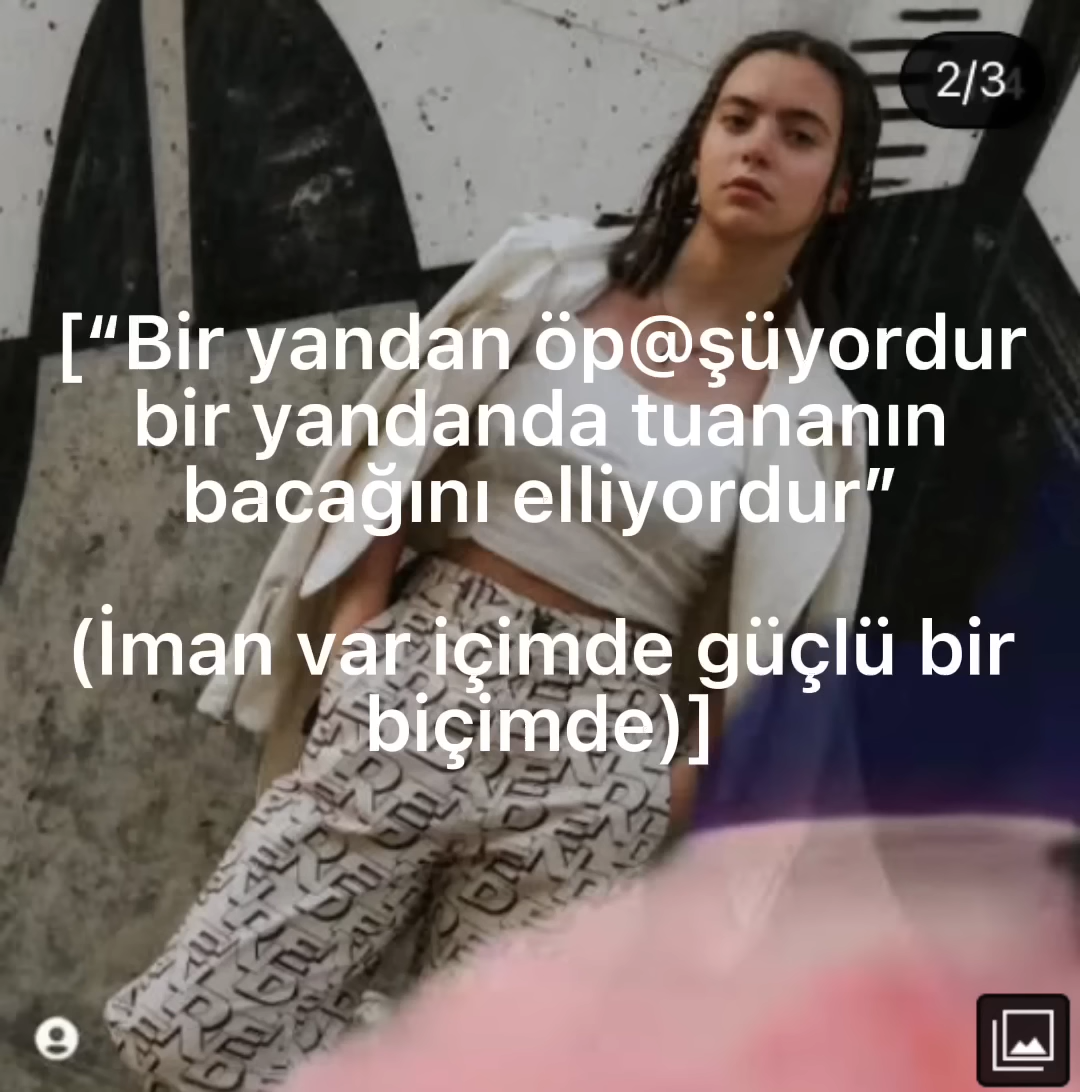 2/3
["Bir yandan öp@şüyordur
bir yandanda tuananın
bacağını elliyordur"
(İman var içimde güçlü bir
biçimde)]